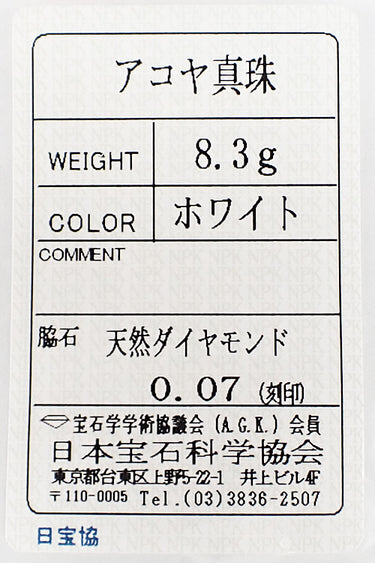 アコヤ真珠
WEIGHT 8.3g
COLOR ホワイト
COMMENT
脇石 天然ダイヤモンド
0.07 (刻印)
宝石学学術協議会 (A.G.K.) 会員
日本宝石科学協会
東京都台東区上野5-22-1 井上ビル4F
〒110-0005 Tel.(03)3836-2507
日宝協